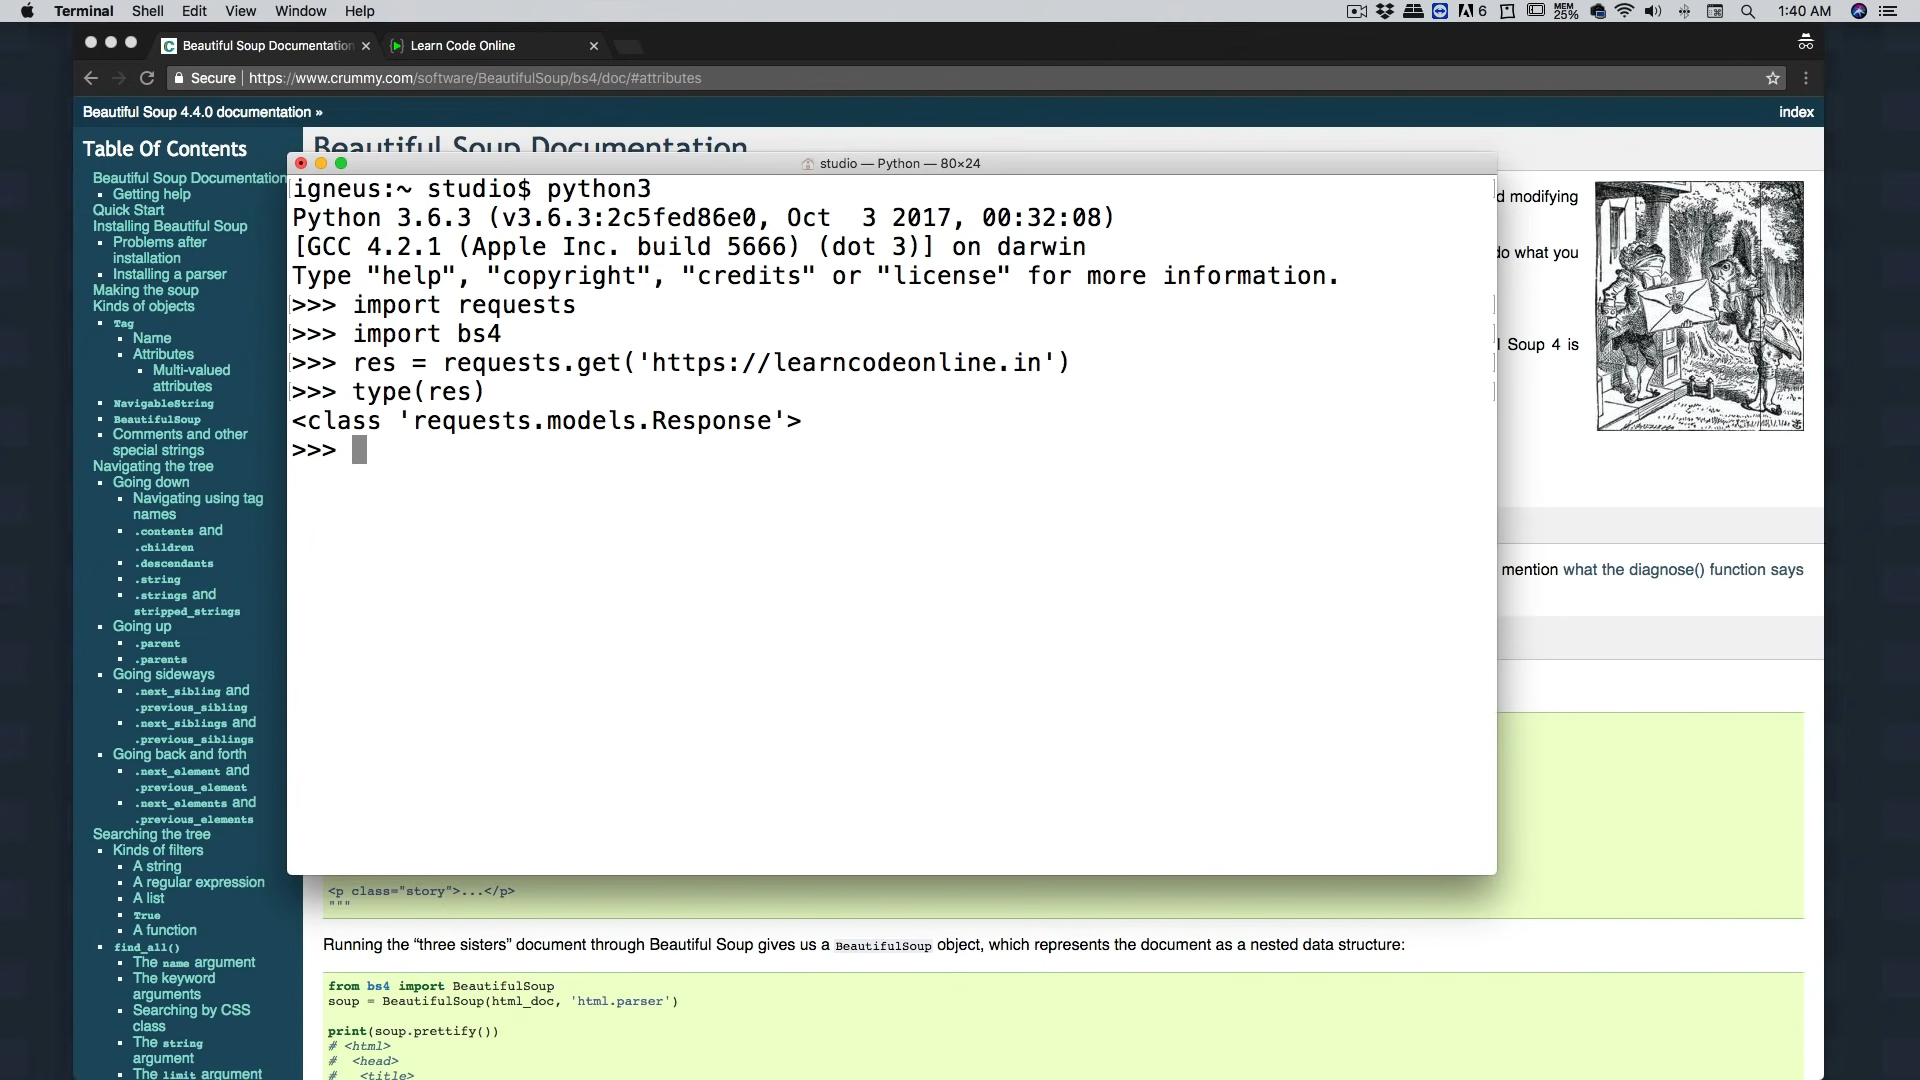 Terminal Shell Edit View Window Help 6 MEM 25% 1:40 AM
Beautiful Soup Documentation Learn Code Online
Secure https://www.crummy.com/software/BeautifulSoup/bs4/doc/#attributes
Beautiful Soup 4.4.0 documentation » index
Table Of Contents
Beautiful Soup Documentation
Getting help
Quick Start
Installing Beautiful Soup
Problems after
installation
Installing a parser
Making the soup
Kinds of objects
Tag
Name
Attributes
Multi-valued
attributes
NavigableString
BeautifulSoup
Comments and other
special strings
Navigating the tree
Going down
Navigating using tag
names
.contents and
.children
.descendants
.string
.strings and
stripped_strings
Going up
.parent
.parents
Going sideways
.next_sibling and
.previous_sibling
.next_siblings and
.previous_siblings
Going back and forth
.next_element and
.previous_element
.next_elements and
.previous_elements
Searching the tree
Kinds of filters
A string
A regular expression
A list
True
A function
find_all()
The name argument
The keyword
arguments
Searching by CSS
class
The string
argument
The limit argument
Beautiful Soup Documentation
studio — Python — 80×24
igneus:~ studio$ python3
Python 3.6.3 (v3.6.3:2c5fed86e0, Oct  3 2017, 00:32:08)
[GCC 4.2.1 (Apple Inc. build 5666) (dot 3)] on darwin
Type "help", "copyright", "credits" or "license" for more information.
>>> import requests
>>> import bs4
>>> res = requests.get('https://learncodeonline.in')
>>> type(res)
<class 'requests.models.Response'>
>>>
d modifying
do what you
Soup 4 is
mention what the diagnose() function says
<p class="story">...</p>
"""
Running the “three sisters” document through Beautiful Soup gives us a BeautifulSoup object, which represents the document as a nested data structure:
from bs4 import BeautifulSoup
soup = BeautifulSoup(html_doc, 'html.parser')
print(soup.prettify())
# <html>
#  <head>
#   <title>